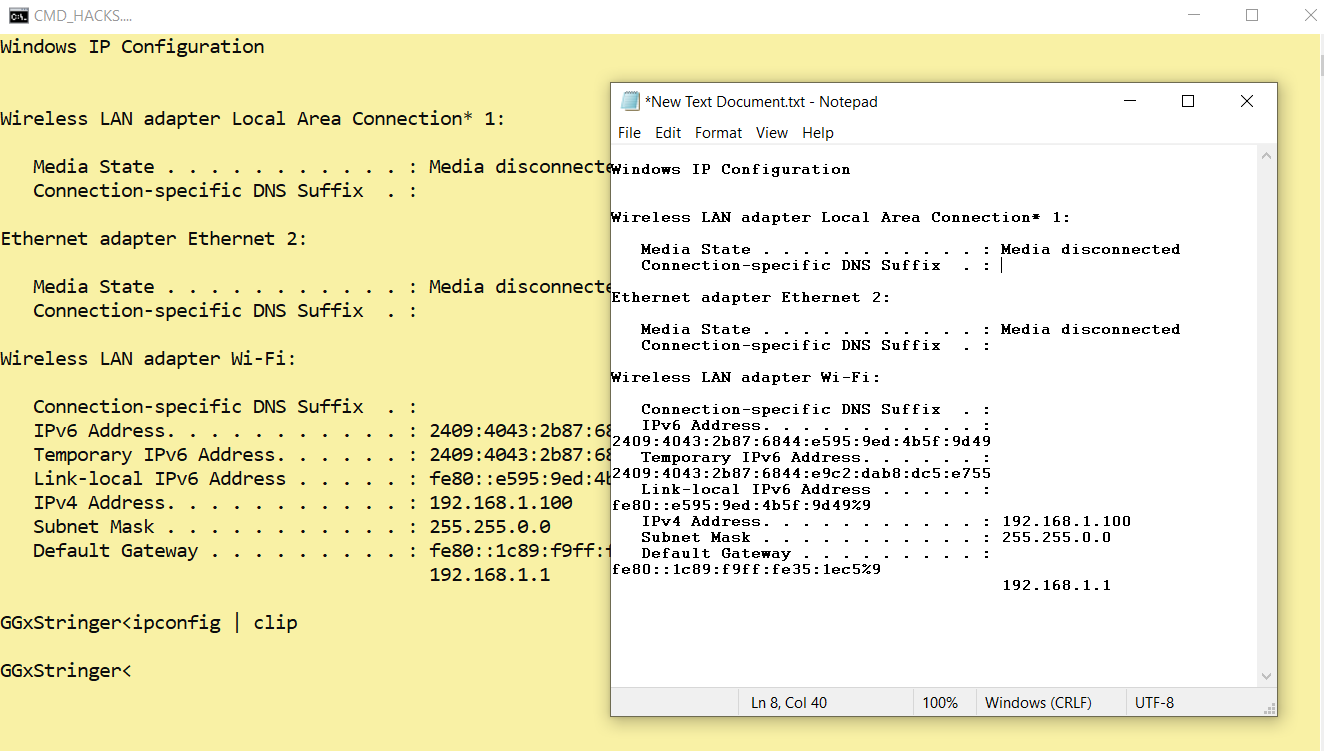 CMD_HACKS....
Windows IP Configuration
Wireless LAN adapter Local Area Connection* 1:
Media State . . . . . . . . . . . : Media disconnecte
Connection-specific DNS Suffix  . :
Ethernet adapter Ethernet 2:
Media State . . . . . . . . . . . : Media disconnecte
Connection-specific DNS Suffix  . :
Wireless LAN adapter Wi-Fi:
Connection-specific DNS Suffix  . :
IPv6 Address. . . . . . . . . . . : 2409:4043:2b87:68
Temporary IPv6 Address. . . . . . : 2409:4043:2b87:68
Link-local IPv6 Address . . . . . : fe80::e595:9ed:4b
IPv4 Address. . . . . . . . . . . : 192.168.1.100
Subnet Mask . . . . . . . . . . . : 255.255.0.0
Default Gateway . . . . . . . . . : fe80::1c89:f9ff:f
192.168.1.1
GGxStringer<ipconfig | clip
GGxStringer<
*New Text Document.txt - Notepad
File Edit Format View Help
Windows IP Configuration
Wireless LAN adapter Local Area Connection* 1:
Media State . . . . . . . . . . . : Media disconnected
Connection-specific DNS Suffix  . :
Ethernet adapter Ethernet 2:
Media State . . . . . . . . . . . : Media disconnected
Connection-specific DNS Suffix  . :
Wireless LAN adapter Wi-Fi:
Connection-specific DNS Suffix  . :
IPv6 Address. . . . . . . . . . . :
2409:4043:2b87:6844:e595:9ed:4b5f:9d49
Temporary IPv6 Address. . . . . . :
2409:4043:2b87:6844:e9c2:dab8:dc5:e755
Link-local IPv6 Address . . . . . :
fe80::e595:9ed:4b5f:9d49%9
IPv4 Address. . . . . . . . . . . : 192.168.1.100
Subnet Mask . . . . . . . . . . . : 255.255.0.0
Default Gateway . . . . . . . . . :
fe80::1c89:f9ff:fe35:1ec5%9
192.168.1.1
Ln 8, Col 40 100% Windows (CRLF) UTF-8